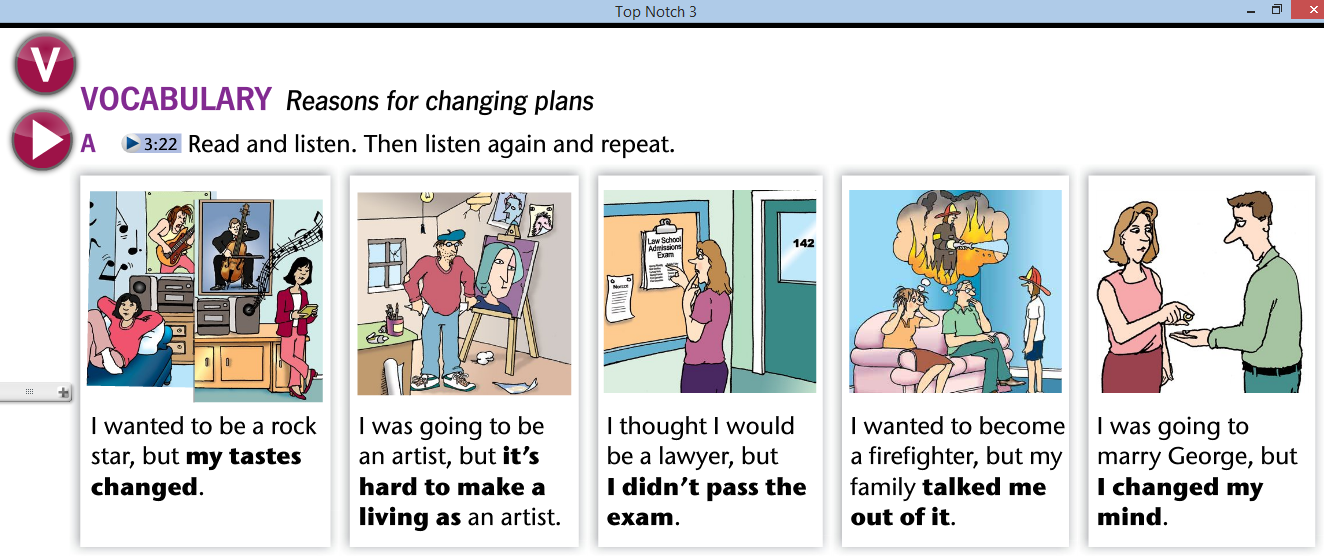 Top Notch 3
V
VOCABULARY Reasons for changing plans
A 3:22 Read and listen. Then listen again and repeat.
Law School
Admissions
Exam
NOTICE
142
I wanted to be a rock
star, but my tastes
changed.
I was going to be
an artist, but it's
hard to make a
living as an artist.
I thought I would
be a lawyer, but
I didn't pass the
exam.
I wanted to become
a firefighter, but my
family talked me
out of it.
I was going to
marry George, but
I changed my
mind.